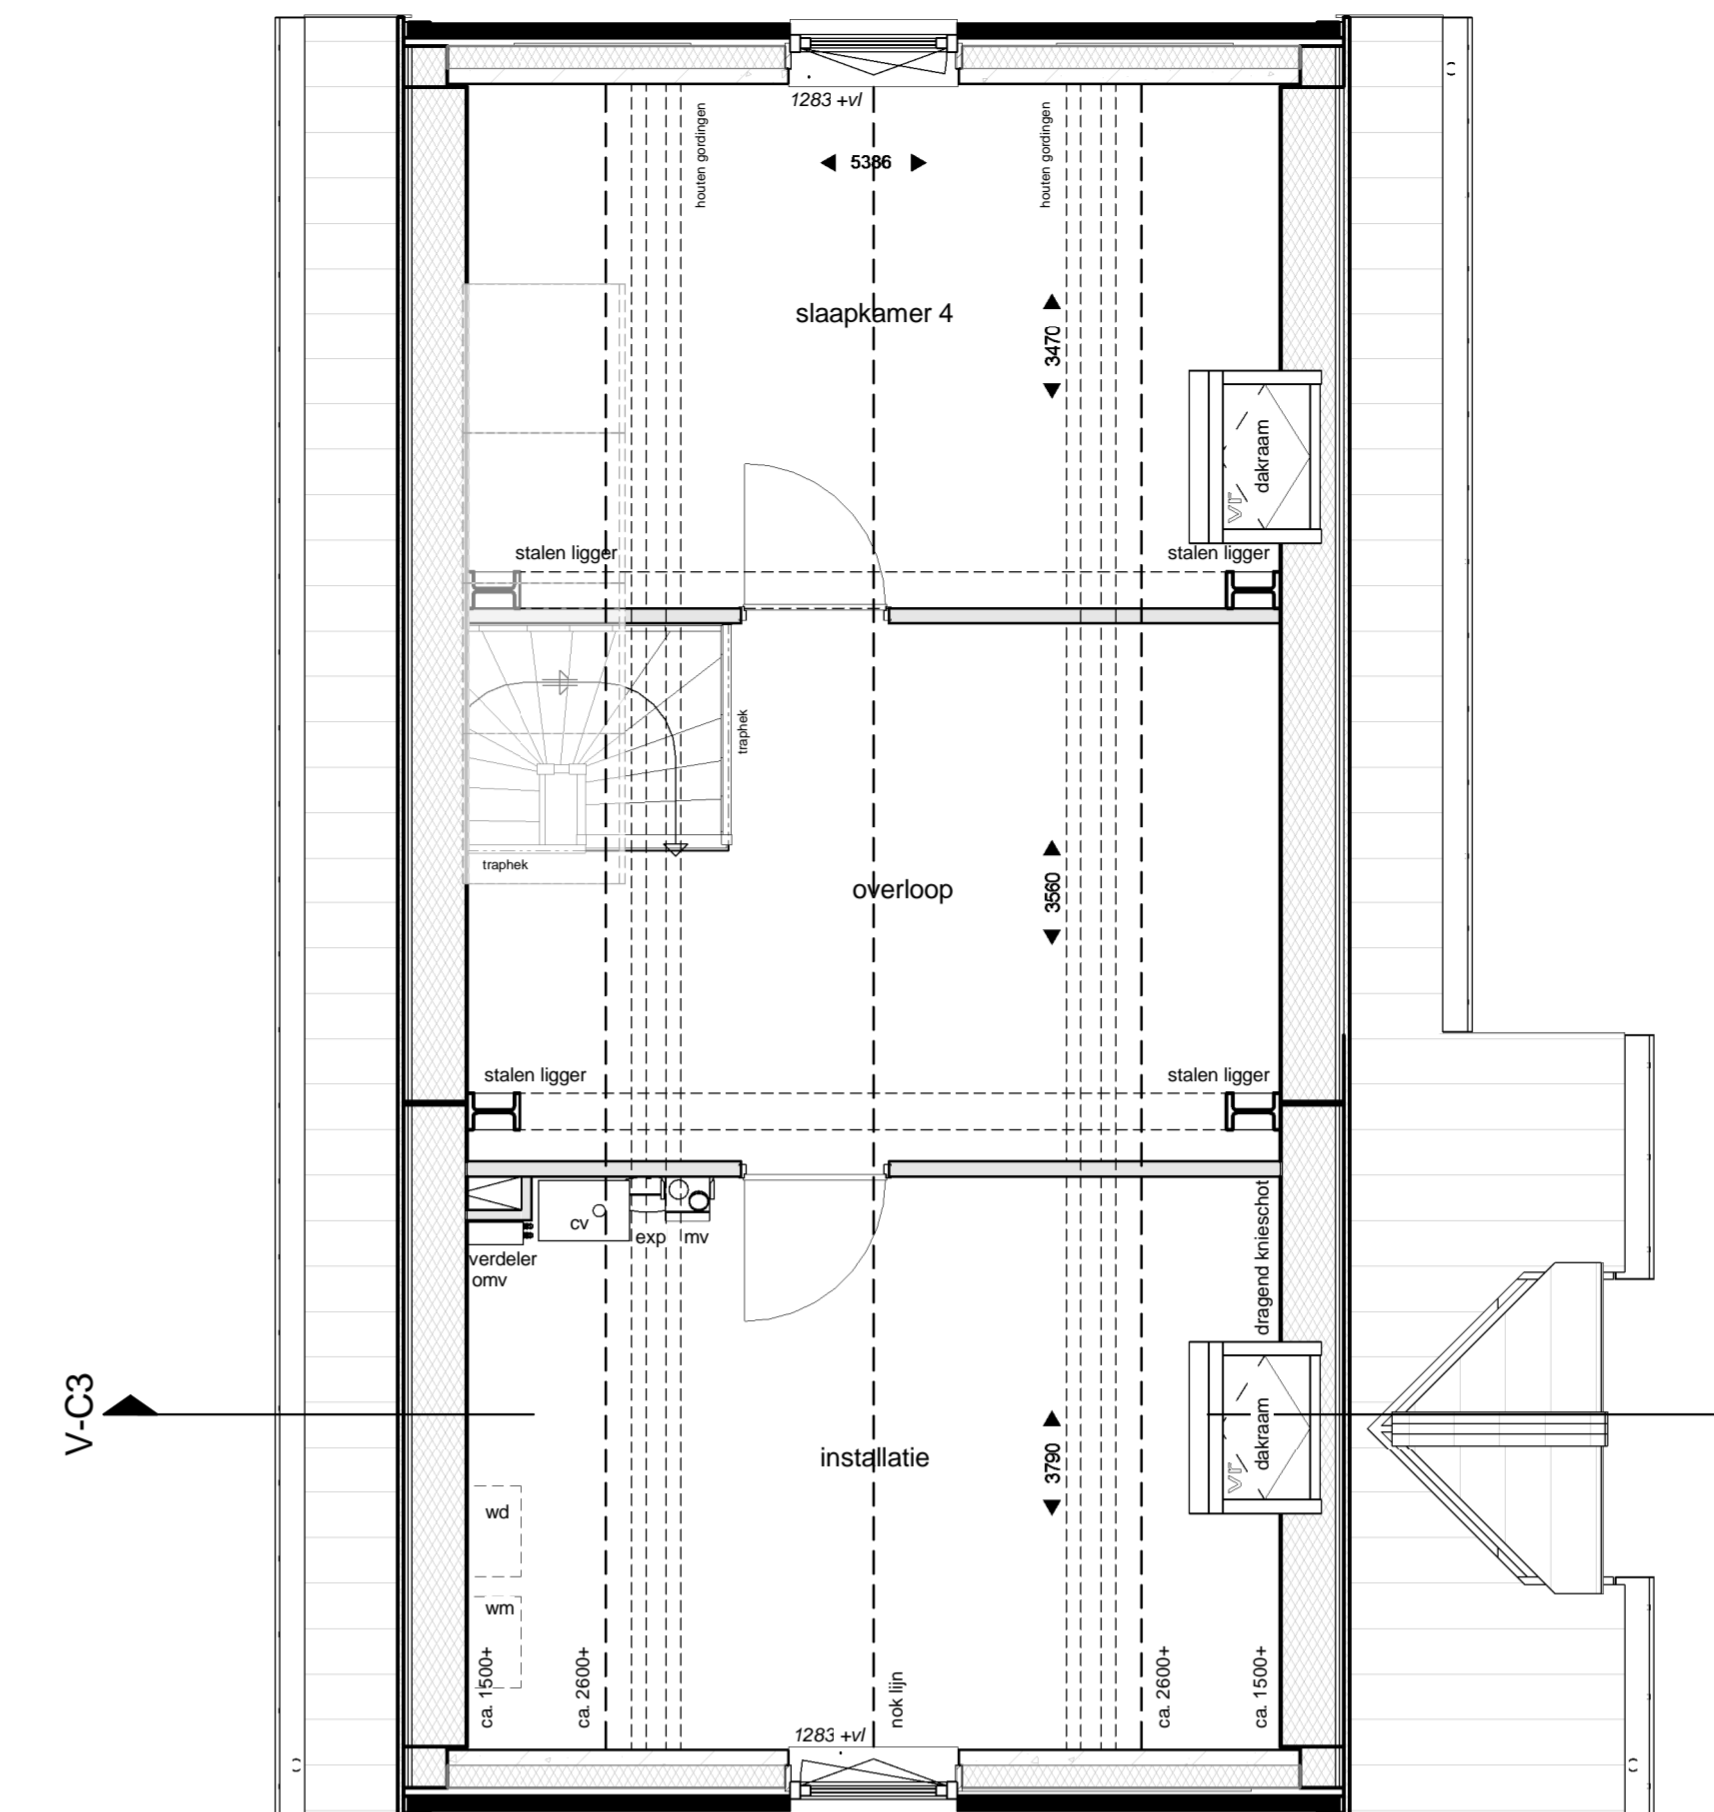 1283 +vl
houten gordingen
houten gordingen
5386
slaapkamer 4
3470
dakraam
vr
stalen ligger
stalen ligger
traphek
traphek
overloop
3560
stalen ligger
stalen ligger
cv
exp
mv
verdeler
omv
dragend knieschot
V-C3
installatie
3790
dakraam
vr
wd
wm
ca. 1500+
ca. 2600+
nok lijn
ca. 2600+
ca. 1500+
1283 +vl